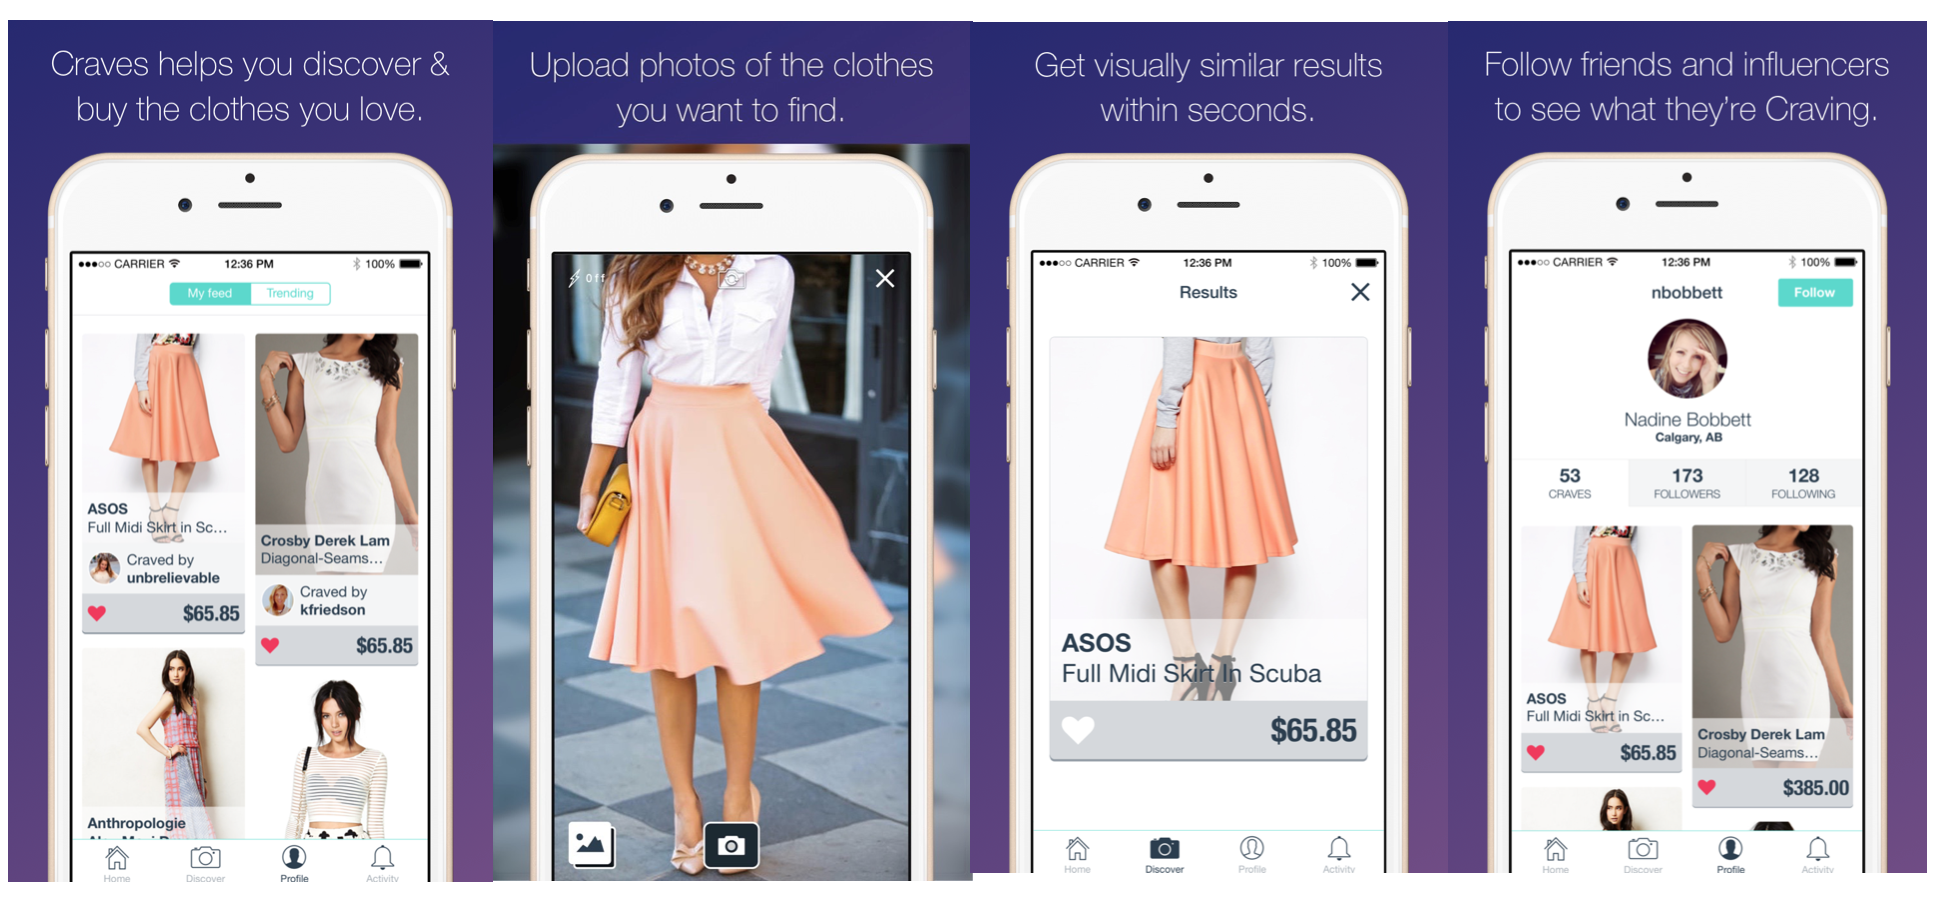 Craves helps you discover &
buy the clothes you love.
●●●○○ CARRIER 12:36 PM 100%
My feed Trending
ASOS
Full Midi Skirt in Sc...
Craved by
unbrelievable
$65.85
Crosby Derek Lam
Diagonal-Seams...
Craved by
kfriedson
$65.85
Anthropologie
Home Discover Profile Activity
Upload photos of the clothes
you want to find.
Off
Get visually similar results
within seconds.
●●●○○ CARRIER 12:36 PM 100%
Results
ASOS
Full Midi Skirt In Scuba
$65.85
Home Discover Profile Activity
Follow friends and influencers
to see what they're Craving.
●●●○○ CARRIER 12:36 PM 100%
nbobbett Follow
Nadine Bobbett
Calgary, AB
53 173 128
CRAVES FOLLOWERS FOLLOWING
ASOS
Full Midi Skirt in Sc...
$65.85
Crosby Derek Lam
Diagonal-Seams...
$385.00
Home Discover Profile Activity